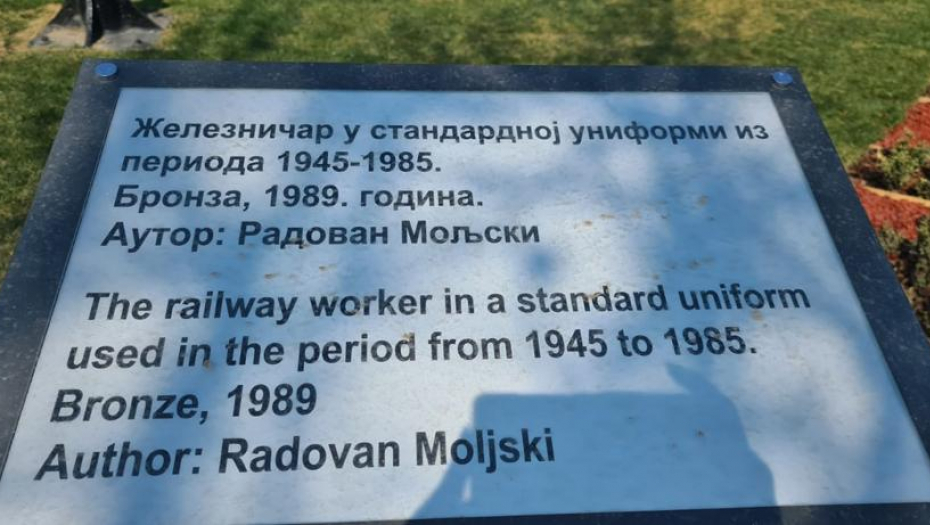 Железничар у стандардној униформи из
периода 1945-1985.
Бронза, 1989. година.
Аутор: Радован Мољски
The railway worker in a standard uniform
used in the period from 1945 to 1985.
Bronze, 1989
Author: Radovan Moljski